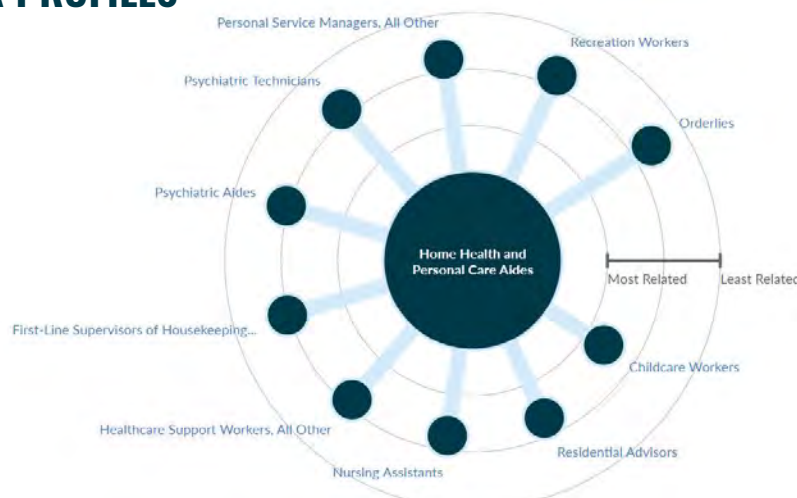 PROFILES
Personal Service Managers, All Other
Recreation Workers
Psychiatric Technicians
Orderlies
Psychiatric Aides
Home Health and
Personal Care Aides
Most Related
Least Related
First-Line Supervisors of Housekeeping...
Childcare Workers
Healthcare Support Workers, All Other
Residential Advisors
Nursing Assistants